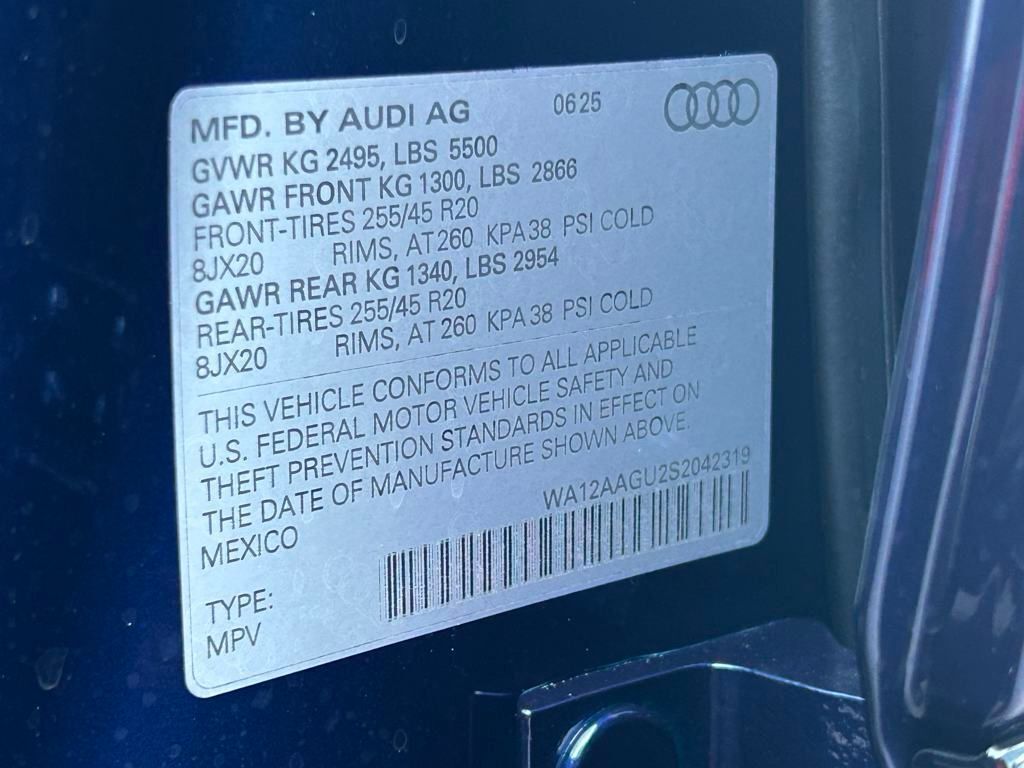 MFD. BY AUDI AG 0625
GVWR KG 2495, LBS 5500
GAWR FRONT KG 1300, LBS 2866
FRONT-TIRES 255/45 R20
8JX20 RIMS, AT 260 KPA 38 PSI COLD
GAWR REAR KG 1340, LBS 2954
REAR-TIRES 255/45 R20
8JX20 RIMS, AT 260 KPA 38 PSI COLD
THIS VEHICLE CONFORMS TO ALL APPLICABLE
U.S. FEDERAL MOTOR VEHICLE SAFETY AND
THEFT PREVENTION STANDARDS IN EFFECT ON
THE DATE OF MANUFACTURE SHOWN ABOVE.
MEXICO WA12AAGU2S2042319
TYPE:
MPV